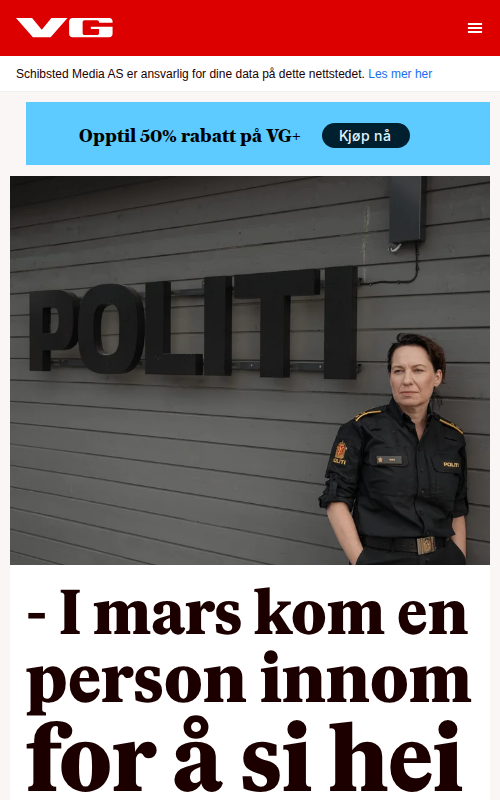 VG
Schibsted Media AS er ansvarlig for dine data på dette nettstedet. Les mer her
Opptil 50% rabatt på VG+
Kjøp nå
POLITI
POLITI
POLITI
- I mars kom en
person innom
for å si hei